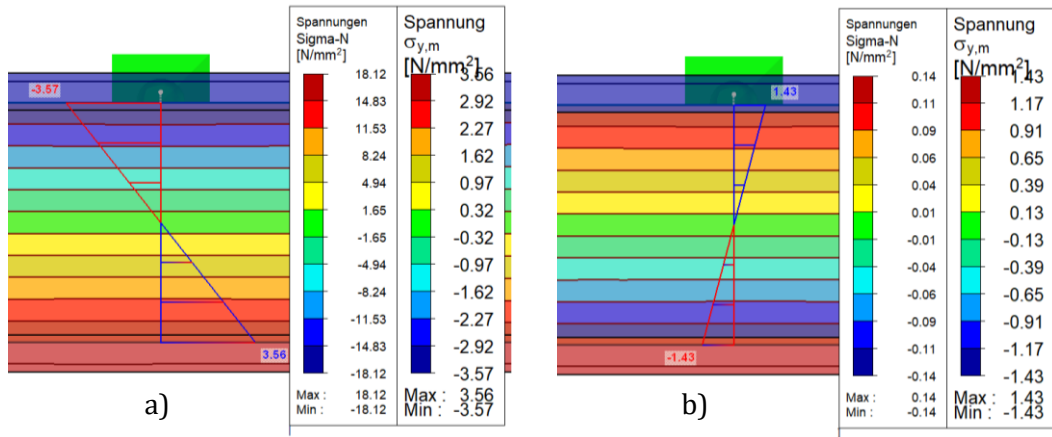 -3.57
3.56
a)
Spannungen
Sigma-N
[N/mm²]
18.12
14.83
11.53
8.24
4.94
1.65
-1.65
-4.94
-8.24
-11.53
-14.83
-18.12
Max : 18.12
Min : -18.12
Spannung
σy,m
[N/mm²]
3.56
2.92
2.27
1.62
0.97
0.32
-0.32
-0.97
-1.62
-2.27
-2.92
-3.57
Max : 3.56
Min : -3.57
1.43
-1.43
b)
Spannungen
Sigma-N
[N/mm²]
0.14
0.11
0.09
0.06
0.04
0.01
-0.01
-0.04
-0.06
-0.09
-0.11
-0.14
Max : 0.14
Min : -0.14
Spannung
σy,m
[N/mm²]
1.43
1.17
0.91
0.65
0.39
0.13
-0.13
-0.39
-0.65
-0.91
-1.17
-1.43
Max : 1.43
Min : -1.43